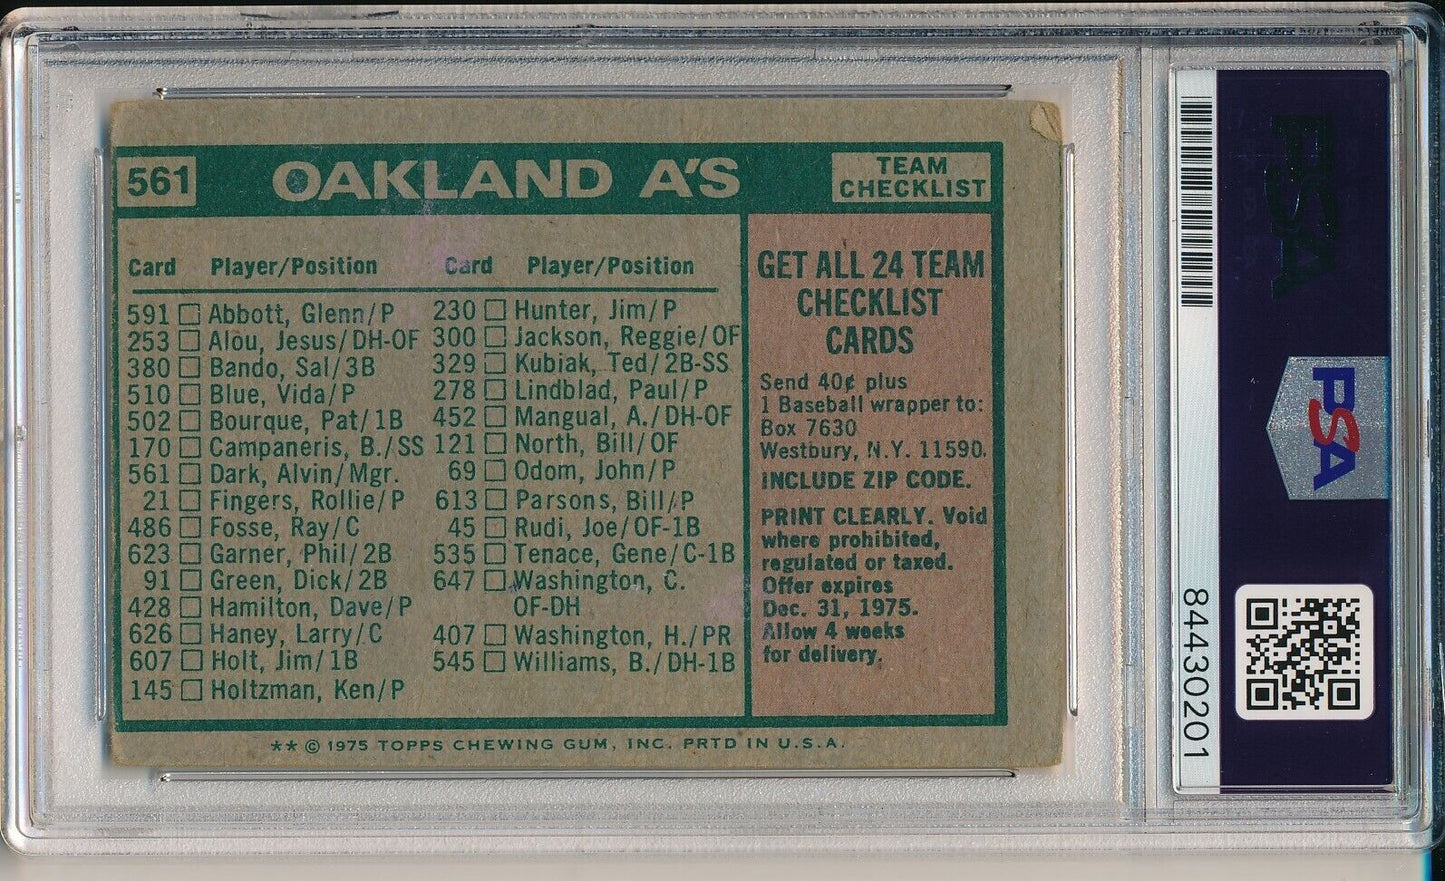 561 OAKLAND A'S TEAM CHECKLIST
Card Player/Position
591 Abbott, Glenn/P
253 Alou, Jesus/DH-OF
380 Bando, Sal/3B
510 Blue, Vida/P
502 Bourque, Pat/1B
170 Campaneris, B./SS
561 Dark, Alvin/Mgr.
21 Fingers, Rollie/P
486 Fosse, Ray/C
623 Garner, Phil/2B
91 Green, Dick/2B
428 Hamilton, Dave/P
626 Haney, Larry/C
607 Holt, Jim/1B
145 Holtzman, Ken/P
Card Player/Position
230 Hunter, Jim/P
300 Jackson, Reggie/OF
329 Kubiak, Ted/2B-SS
278 Lindblad, Paul/P
452 Mangual, A./DH-OF
121 North, Bill/OF
69 Odom, John/P
613 Parsons, Bill/P
45 Rudi, Joe/OF-1B
535 Tenace, Gene/C-1B
647 Washington, C.
OF-DH
407 Washington, H./PR
545 Williams, B./DH-1B
GET ALL 24 TEAM
CHECKLIST
CARDS
Send 40¢ plus
1 Baseball wrapper to:
Box 7630
Westbury, N.Y. 11590.
INCLUDE ZIP CODE.
PRINT CLEARLY. Void
where prohibited,
regulated or taxed.
Offer expires
Dec. 31, 1975.
Allow 4 weeks
for delivery.
** © 1975 TOPPS CHEWING GUM, INC. PRTD IN U.S.A.
PSA
PSA
84430201